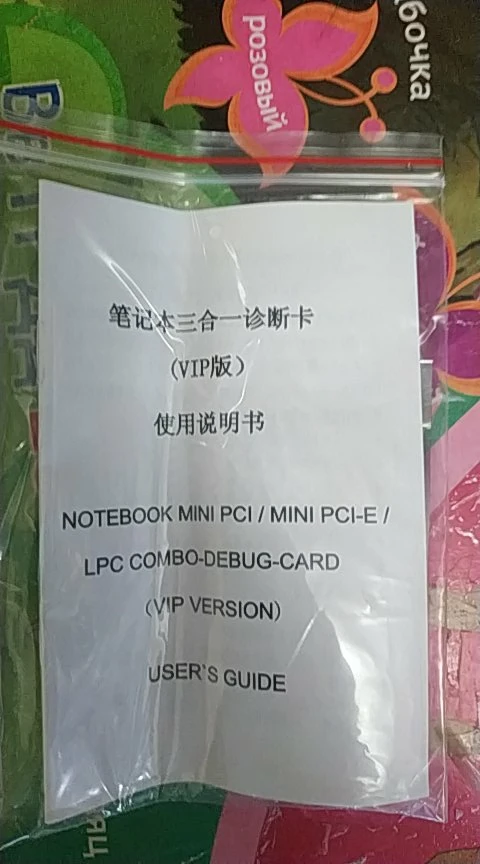 розовый
笔记本三合一诊断卡
（VIP版）
使用说明书
NOTEBOOK MINI PCI / MINI PCI-E /
LPC COMBO-DEBUG-CARD
（VIP VERSION）
USER'S GUIDE